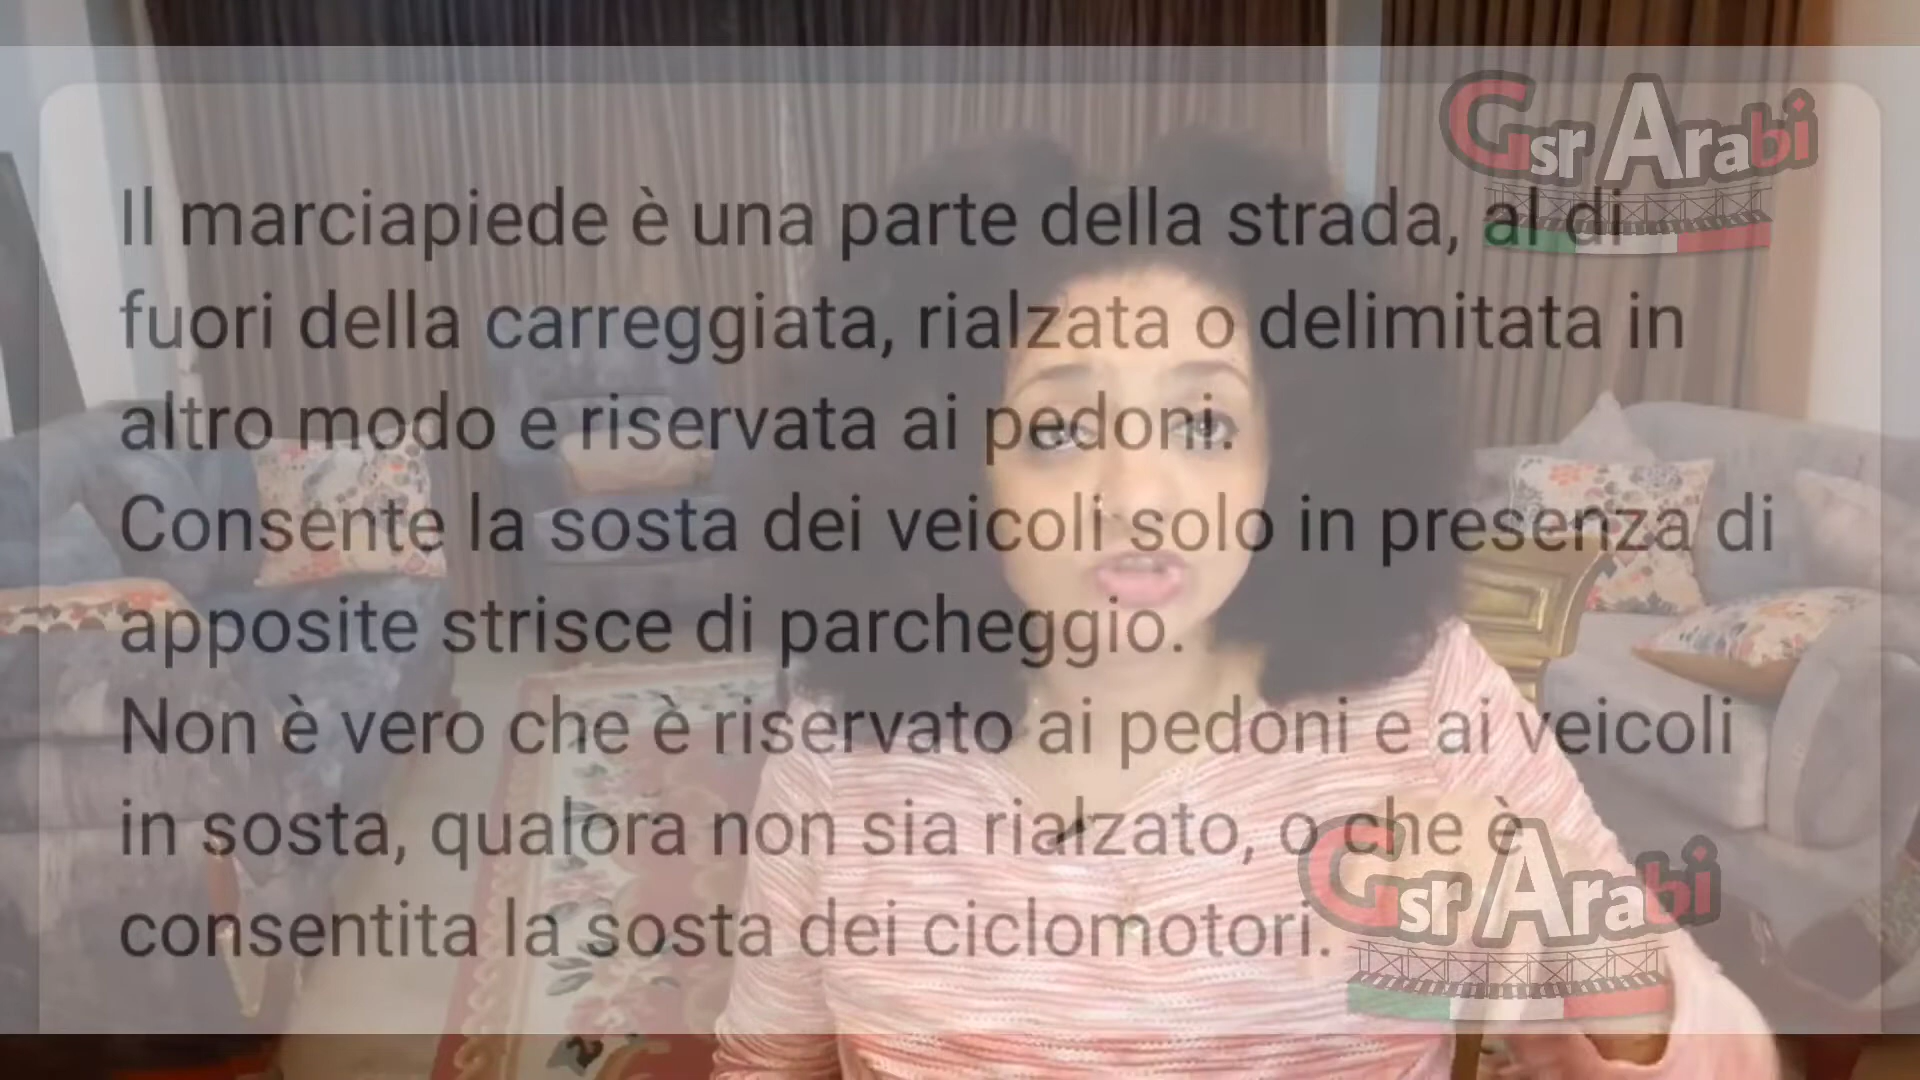 Gsr Arabi
Il marciapiede è una parte della strada, al di
fuori della carreggiata, rialzata o delimitata in
altro modo e riservata ai pedoni.
Consente la sosta dei veicoli solo in presenza di
apposite strisce di parcheggio.
Non è vero che è riservato ai pedoni e ai veicoli
in sosta, qualora non sia rialzato, o che è
consentita la sosta dei ciclomotori.
Gsr Arabi